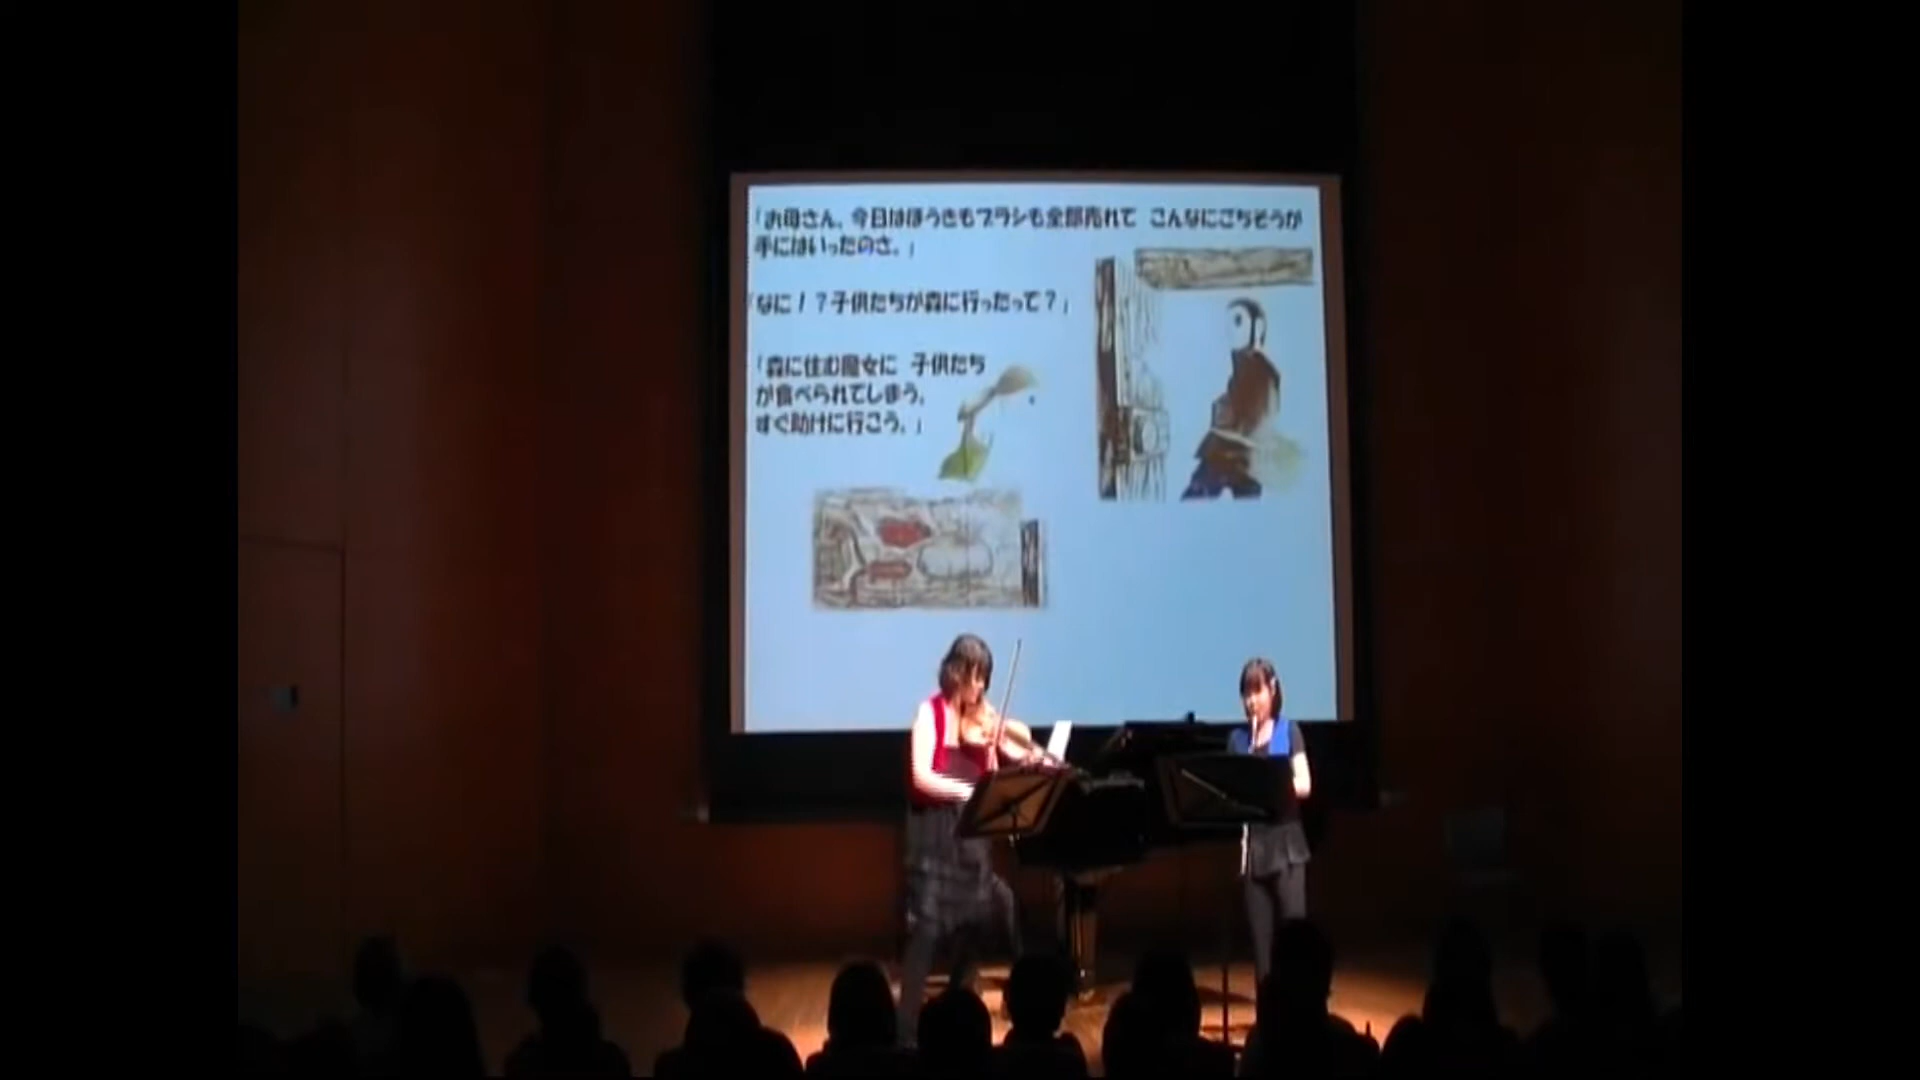 「お母さん、今日はほうきもブラシも全部売れて こんなにごちそうが
手にはいったのさ。」
「なに！？子供たちが森に行ったって？」
「森に住む魔女に 子供たち
が食べられてしまう。
すぐ助けに行こう。」